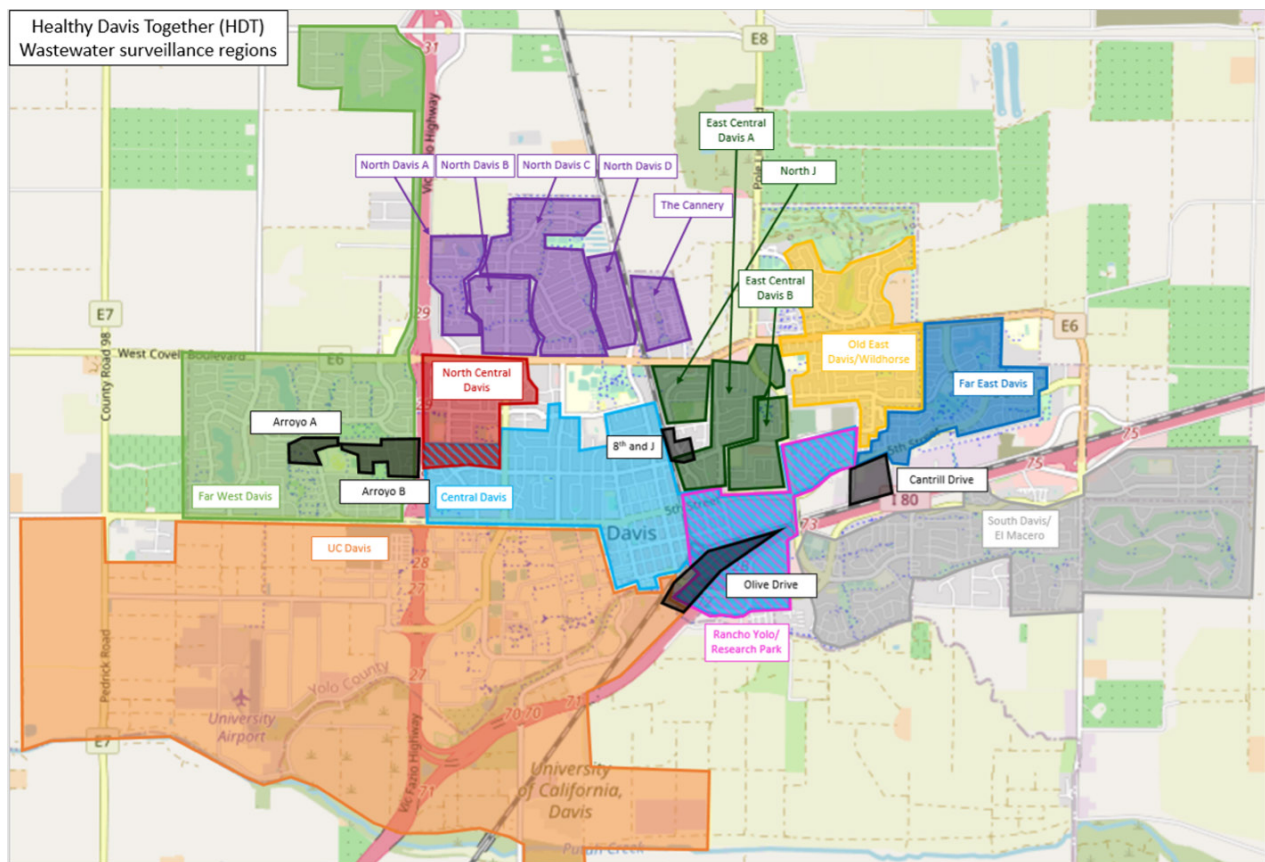 Healthy Davis Together (HDT)
Wastewater surveillance regions
31
E8
East Central
Davis A
North Davis A
North Davis B
North Davis C
North Davis D
North J
The Cannery
East Central
Davis B
E7
29
County Road 98
West Covell Boulevard
E6
E6
Old East
Davis/Wildhorse
North Central
Davis
Far East Davis
Arroyo A
8th and J
5th Street
75
75
Arroyo B
Cantrill Drive
Far West Davis
Central Davis
I 80
5th Street
73
South Davis/
El Macero
Davis
UC Davis
28
Olive Drive
27
27
Rancho Yolo/
Research Park
Pedrick Road
Yolo County
27
University
Airport
71
70 70
E7
Vic Fazio Highway
71
University
of California,
Davis
Putah Creek